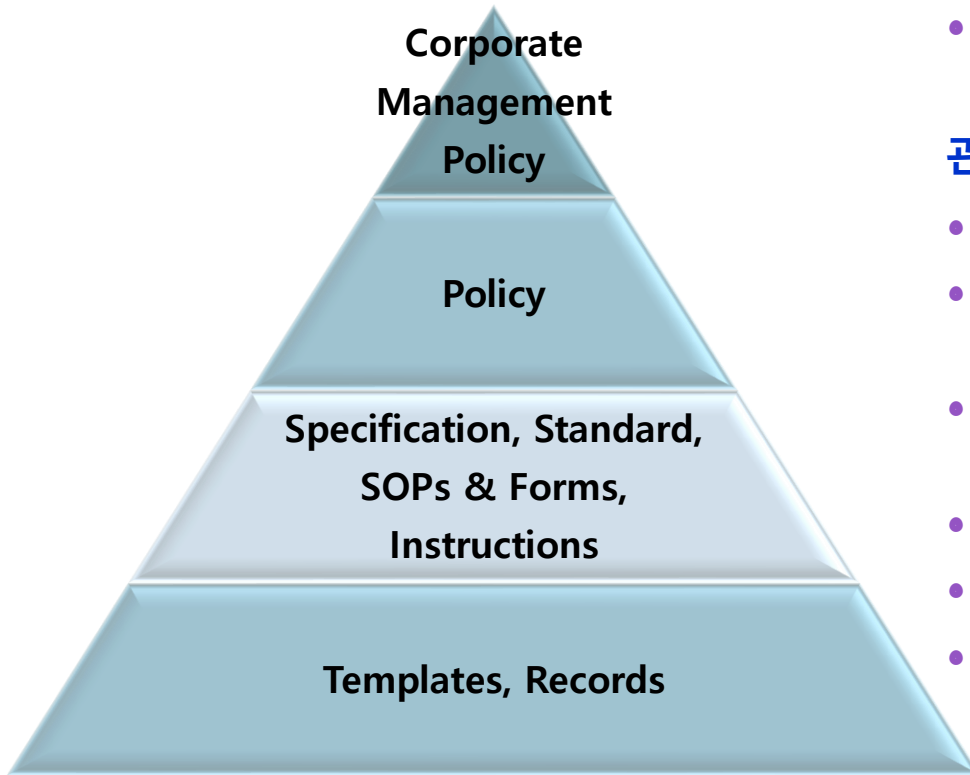 Corporate
Management
Policy
Policy
Specification, Standard,
SOPs & Forms,
Instructions
Templates, Records